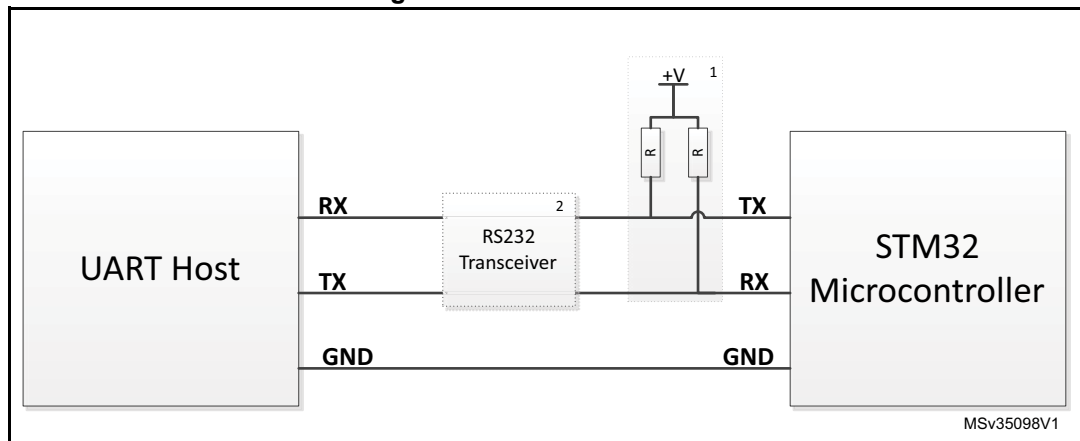 +V 1
R R
RX
2
TX
RS232
Transceiver
UART Host
STM32
Microcontroller
TX
RX
GND
GND
MSv35098V1